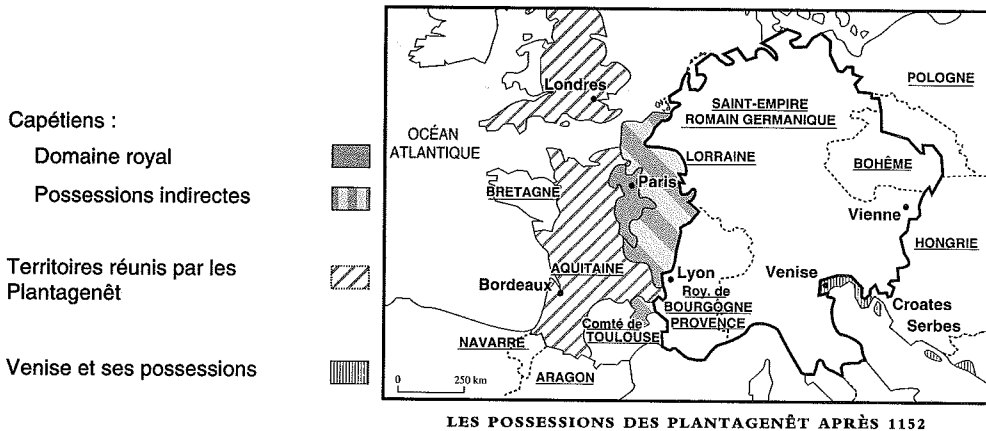 Capétiens :
Domaine royal
Possessions indirectes
Territoires réunis par les
Plantagenêt
Venise et ses possessions
Londres
POLOGNE
SAINT-EMPIRE
ROMAIN GERMANIQUE
OCÉAN
ATLANTIQUE
LORRAINE
BOHÊME
Paris
BRETAGNE
Vienne
HONGRIE
AQUITAINE
Lyon
Venise
Bordeaux
Roy. de
BOURGOGNE
PROVENCE
Croates
Serbes
Comté de
TOULOUSE
NAVARRE
ARAGON
0 250 km
LES POSSESSIONS DES PLANTAGENÊT APRÈS 1152